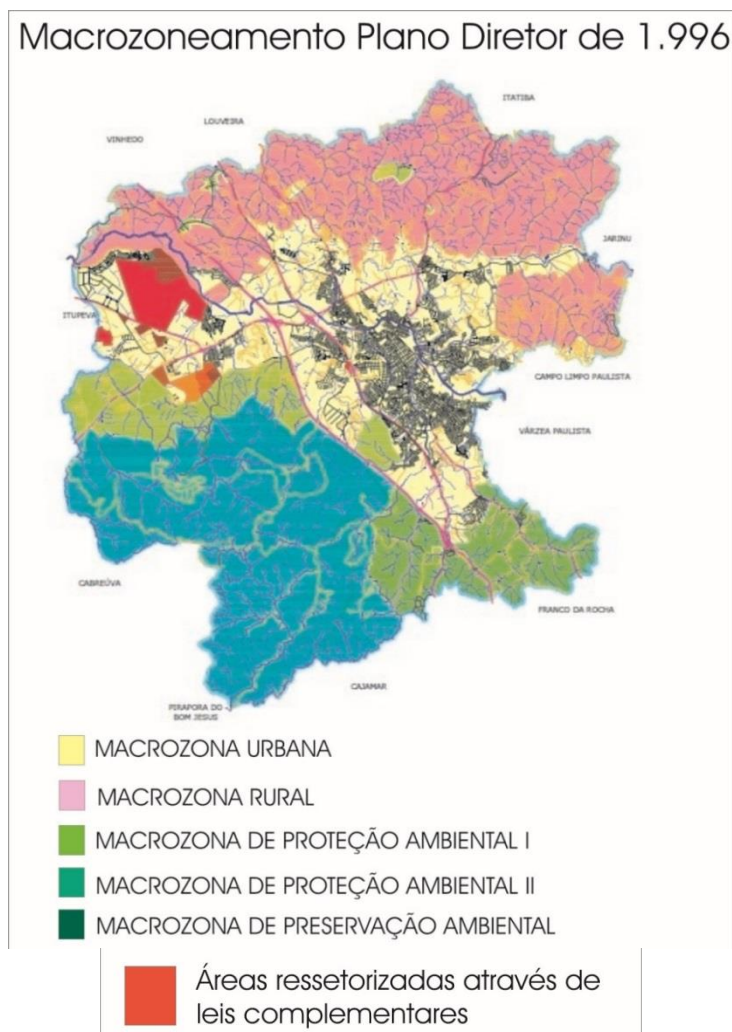 Macrozoneamento Plano Diretor de 1.996
ITATIBA
LOUVEIRA
VINHEDO
JARINU
ITUPEVA
CAMPO LIMPO PAULISTA
VÁRZEA PAULISTA
CABREÚVA
FRANCO DA ROCHA
CAJAMAR
PIRAPORA DO
BOM JESUS
MACROZONA URBANA
MACROZONA RURAL
MACROZONA DE PROTEÇÃO AMBIENTAL I
MACROZONA DE PROTEÇÃO AMBIENTAL II
MACROZONA DE PRESERVAÇÃO AMBIENTAL
Áreas ressetorizadas através de
leis complementares